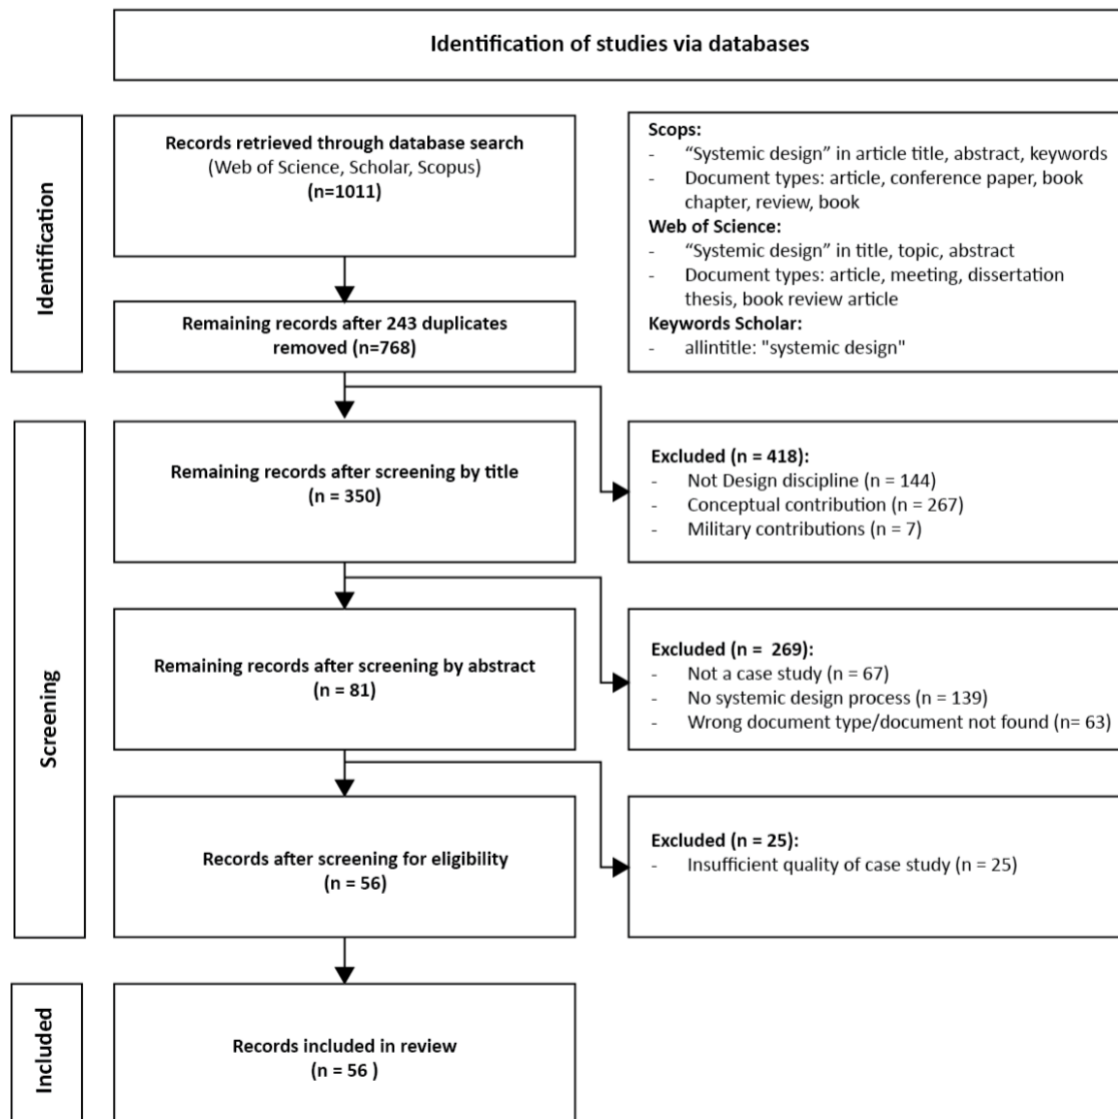 Identification of studies via databases
Identification
Records retrieved through database search
(Web of Science, Scholar, Scopus)
(n=1011)
Scops:
- “Systemic design” in article title, abstract, keywords
- Document types: article, conference paper, book
chapter, review, book
Web of Science:
- “Systemic design” in title, topic, abstract
- Document types: article, meeting, dissertation
thesis, book review article
Keywords Scholar:
- allintitle: "systemic design"
Remaining records after 243 duplicates
removed (n=768)
Screening
Remaining records after screening by title
(n = 350)
Excluded (n = 418):
- Not Design discipline (n = 144)
- Conceptual contribution (n = 267)
- Military contributions (n = 7)
Remaining records after screening by abstract
(n = 81)
Excluded (n =  269):
- Not a case study (n = 67)
- No systemic design process (n = 139)
- Wrong document type/document not found (n= 63)
Records after screening for eligibility
(n = 56)
Excluded (n = 25):
- Insufficient quality of case study (n = 25)
Included
Records included in review
(n = 56 )